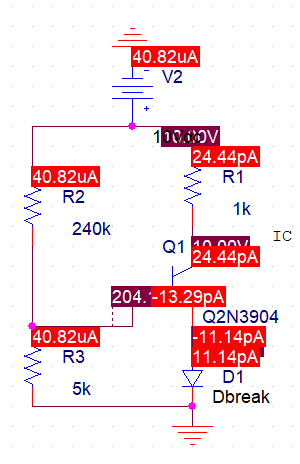 40.82uA
V2
10.00V
24.44pA
40.82uA
R1
R2
1k
240k
IC
Q1
10.00V
24.44pA
204.
-13.29pA
Q2N3904
-11.14pA
40.82uA
11.14pA
R3
D1
5k
Dbreak